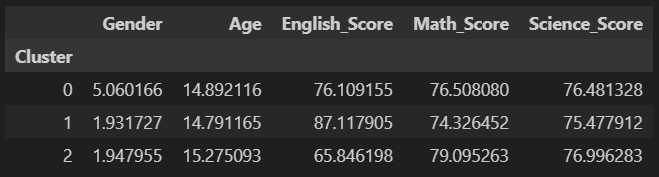 Gender Age English_Score Math_Score Science_Score
Cluster
0 5.060166 14.892116 76.109155 76.508080 76.481328
1 1.931727 14.791165 87.117905 74.326452 75.477912
2 1.947955 15.275093 65.846198 79.095263 76.996283